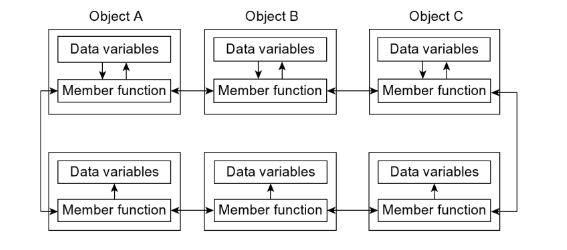 Object A Object B Object C
Data variables Data variables Data variables
Member function Member function Member function
Data variables Data variables Data variables
Member function Member function Member function